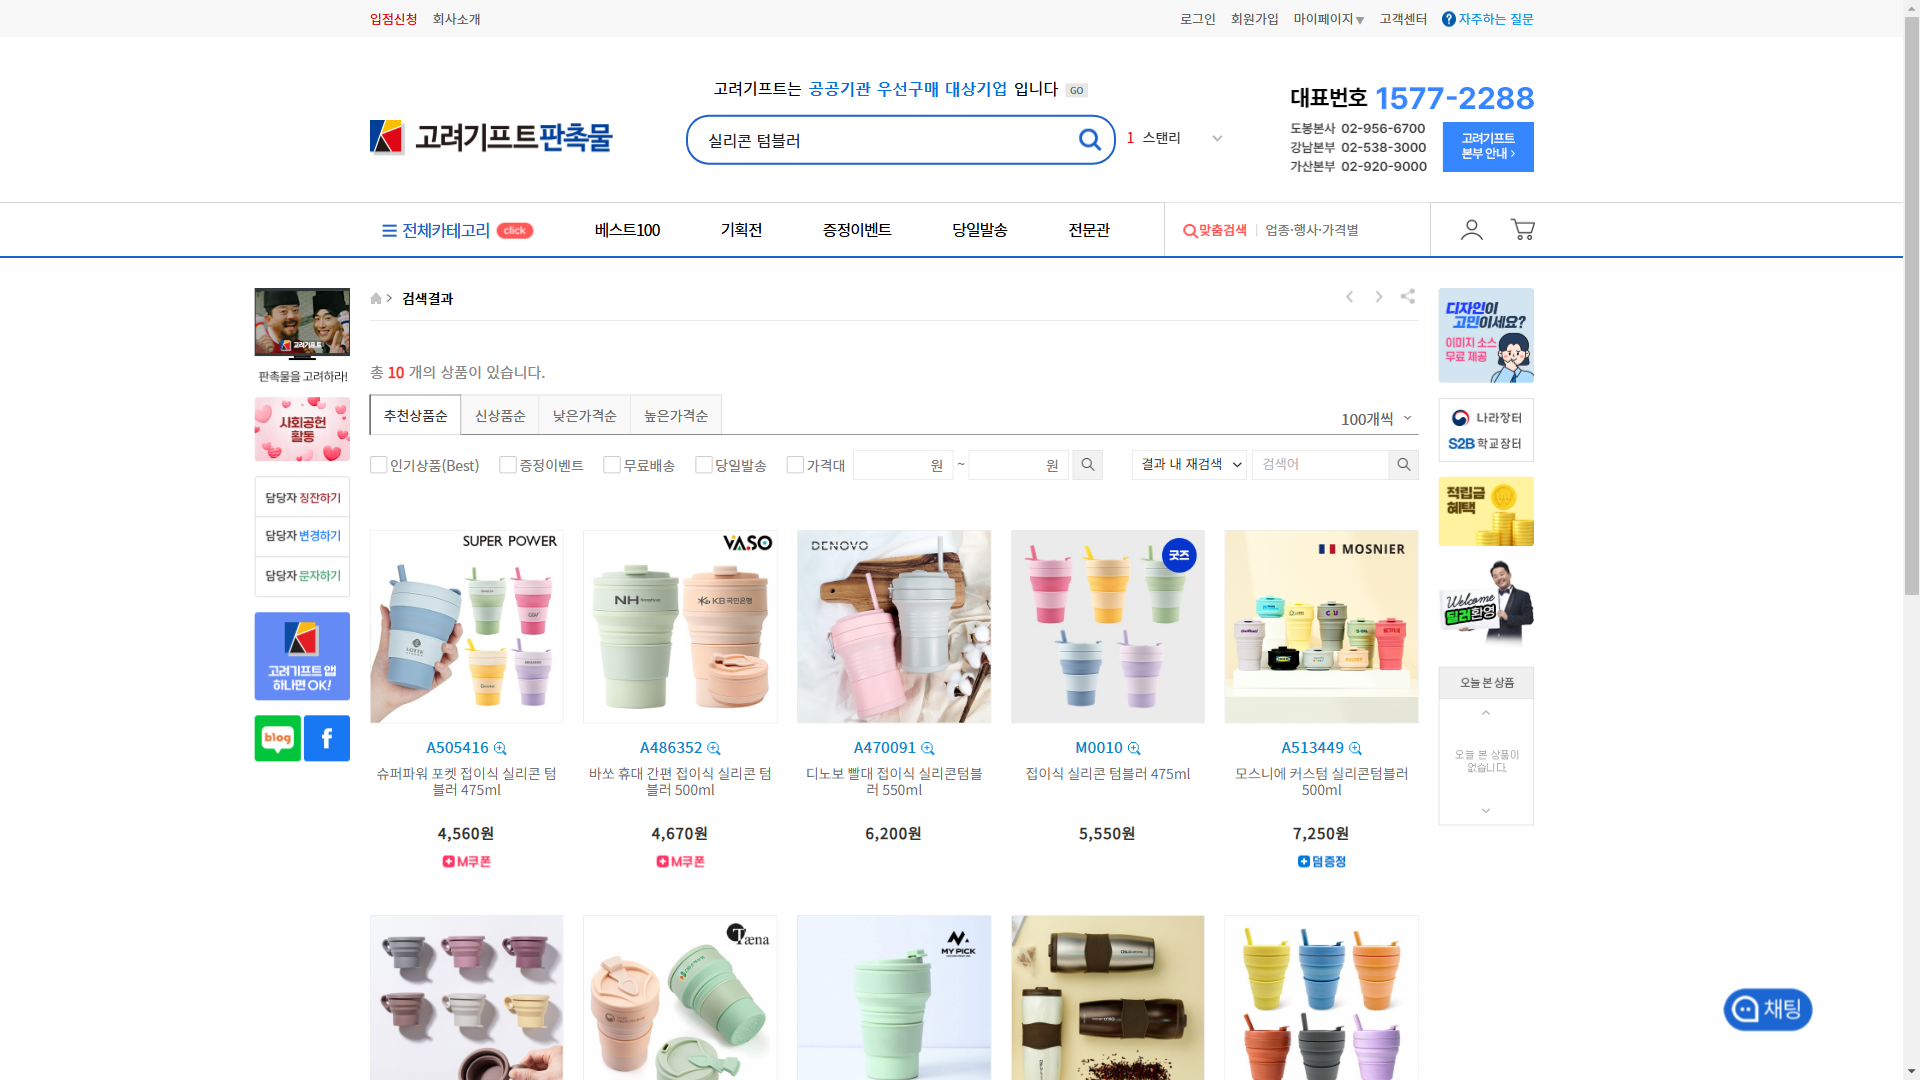 입점신청 회사소개
로그인 회원가입 마이페이지▼ 고객센터 ? 자주하는 질문
고려기프트는 공공기관 우선구매 대상기업 입니다 GO
고려기프트판촉물
실리콘 텀블러
1 스탠리
대표번호 1577-2288
도봉본사 02-956-6700
강남본부 02-538-3000
가산본부 02-920-9000
고려기프트
본부 안내 >
전체카테고리 click 베스트100 기획전 증정이벤트 당일발송 전문관
맞춤검색 | 업종·행사·가격별
고려기프트
판촉물을 고려하라!
사회공헌
활동
담당자 칭찬하기
담당자 변경하기
담당자 문자하기
고려기프트 앱
하나면 OK!
blog f
> 검색결과
총 10 개의 상품이 있습니다.
추천상품순 신상품순 낮은가격순 높은가격순
100개씩
인기상품(Best) 증정이벤트 무료배송 당일발송 가격대 원 ~ 원
결과 내 재검색 검색어
SUPER POWER
LOTTE
CGV
A505416
슈퍼파워 포켓 접이식 실리콘 텀
블러 475ml
4,560원
M쿠폰
VASO
NH
KB국민은행
A486352
바쏘 휴대 간편 접이식 실리콘 텀
블러 500ml
4,670원
M쿠폰
DENOVO
A470091
디노보 빨대 접이식 실리콘텀블
러 550ml
6,200원
굿즈
M0010
접이식 실리콘 텀블러 475ml
5,550원
MOSNIER
CU
A513449
모스니에 커스텀 실리콘텀블러
500ml
7,250원
덤증정
Tæna
MY PICK
디자인이
고민이세요?
이미지 소스
무료 제공
나라장터
S2B 학교장터
적립금
혜택
Welcome
딜러환영
오늘 본 상품
오늘 본 상품이
없습니다.
채팅